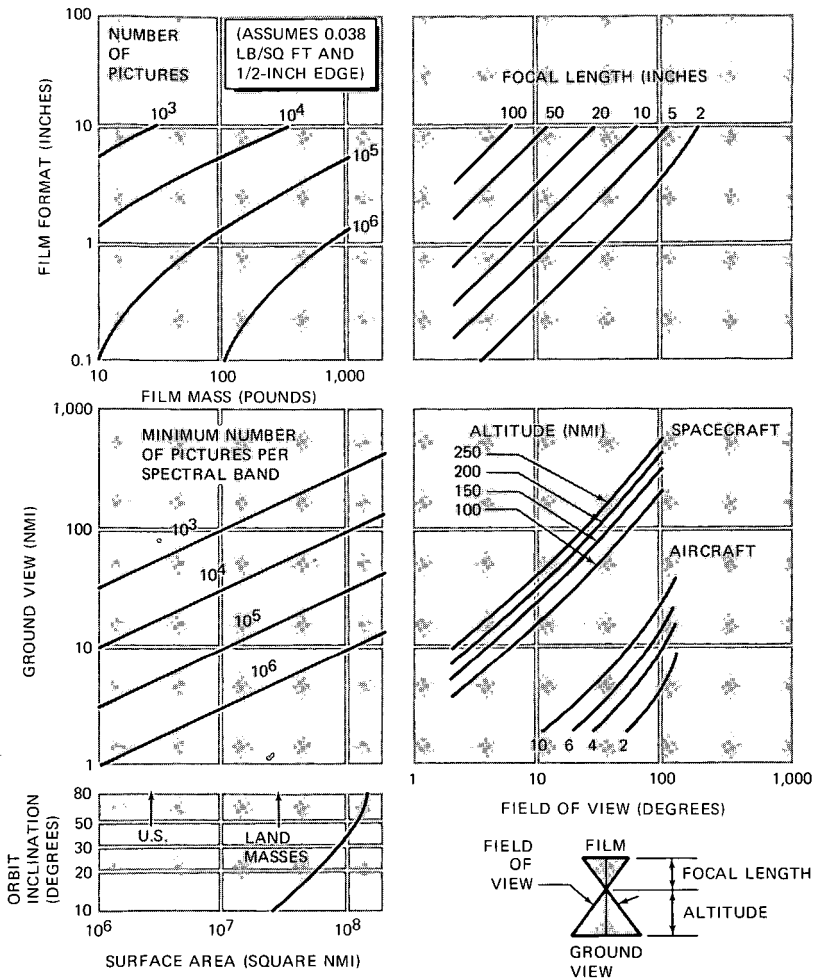 100
10
1
0.1
FILM FORMAT (INCHES)
NUMBER
OF
PICTURES
(ASSUMES 0.038
LB/SQ FT AND
1/2-INCH EDGE)
10³
10⁴
10⁵
10⁶
10
100
1,000
FILM MASS (POUNDS)
FOCAL LENGTH (INCHES
100
50
20
10
5
2
1,000
100
10
1
GROUND VIEW (NMI)
MINIMUM NUMBER
OF PICTURES PER
SPECTRAL BAND
10³
10⁴
10⁵
10⁶
ALTITUDE (NMI)
250
200
150
100
SPACECRAFT
AIRCRAFT
10
6
4
2
1
10
100
1,000
FIELD OF VIEW (DEGREES)
80
50
30
20
10
ORBIT
INCLINATION
(DEGREES)
U.S.
LAND
MASSES
10⁶
10⁷
10⁸
SURFACE AREA (SQUARE NMI)
FIELD
OF
VIEW
FILM
FOCAL LENGTH
ALTITUDE
GROUND
VIEW